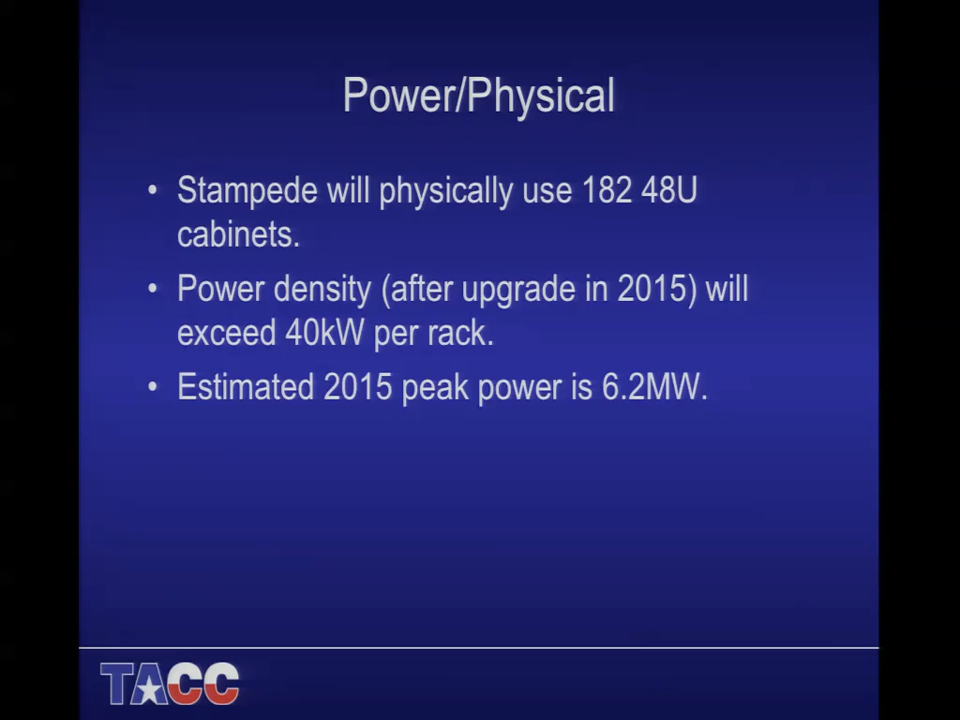 Power/Physical
• Stampede will physically use 182 48U
cabinets.
• Power density (after upgrade in 2015) will
exceed 40kW per rack.
• Estimated 2015 peak power is 6.2MW.
TACC